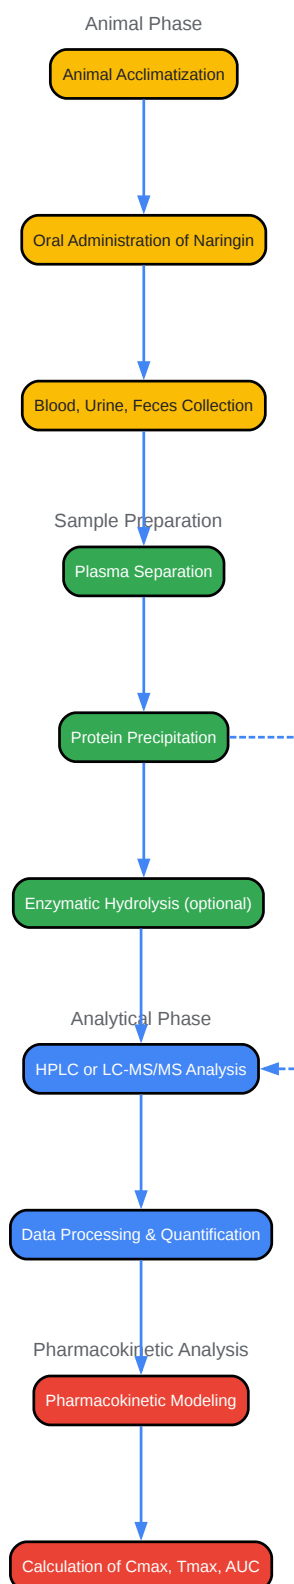 Animal Phase
Animal Acclimatization
Oral Administration of Naringin
Blood, Urine, Feces Collection
Sample Preparation
Plasma Separation
Protein Precipitation
Enzymatic Hydrolysis (optional)
Analytical Phase
HPLC or LC-MS/MS Analysis
Data Processing & Quantification
Pharmacokinetic Analysis
Pharmacokinetic Modeling
Calculation of Cmax, Tmax, AUC